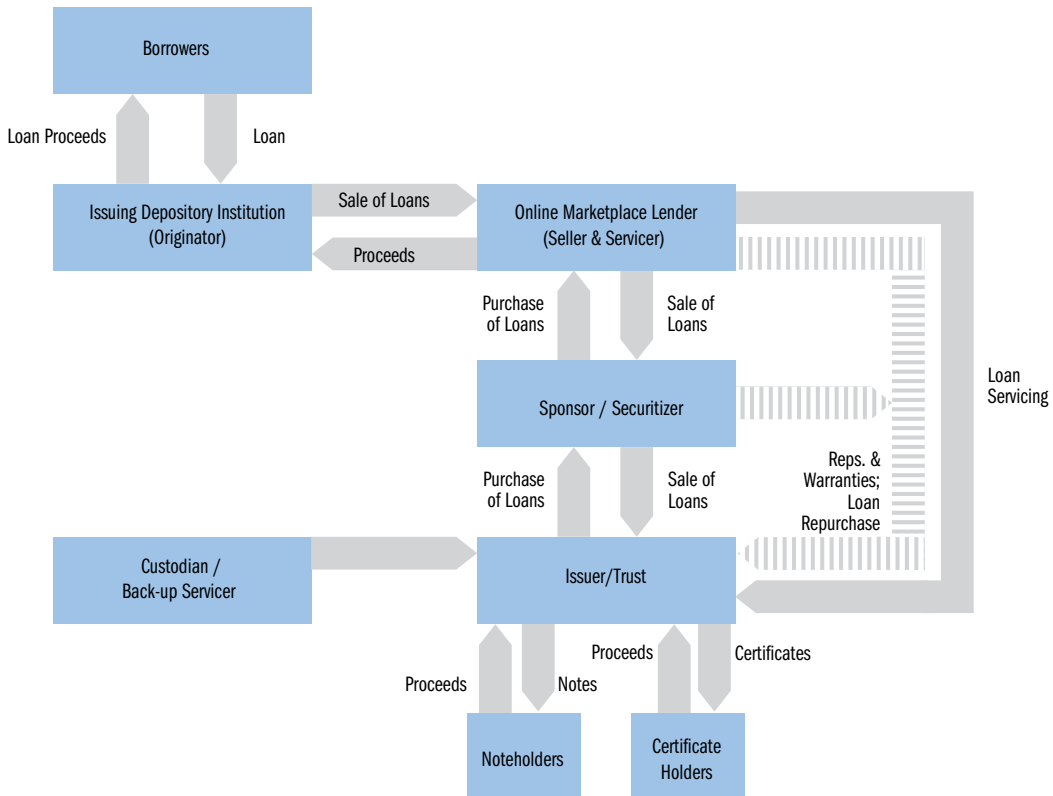 Borrowers
Loan Proceeds
Loan
Issuing Depository Institution
(Originator)
Sale of Loans
Proceeds
Online Marketplace Lender
(Seller & Servicer)
Purchase
of Loans
Sale of
Loans
Loan
Servicing
Sponsor / Securitizer
Reps. &
Warranties;
Loan
Repurchase
Purchase
of Loans
Sale of
Loans
Custodian /
Back-up Servicer
Issuer/Trust
Proceeds
Notes
Proceeds
Certificates
Noteholders
Certificate
Holders